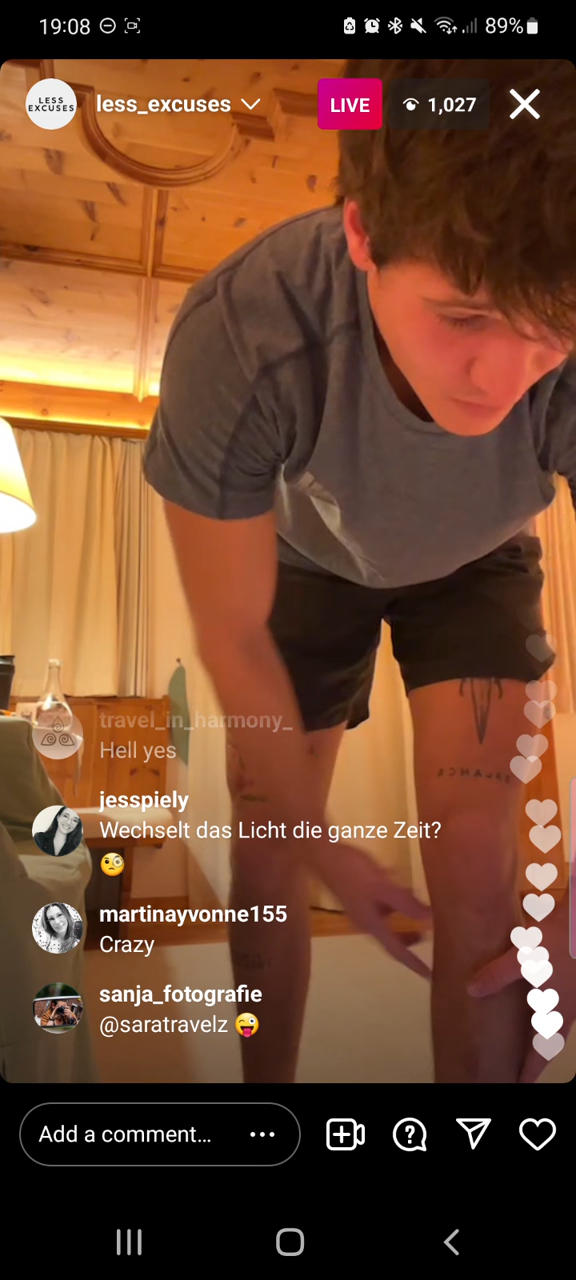 19:08
89%
LESS
EXCUSES
less_excuses
LIVE
1,027
travel_in_harmony_
Hell yes
jesspiely
Wechselt das Licht die ganze Zeit?
🧐
martinayvonne155
Crazy
sanja_fotografie
@saratravelz 😜
Add a comment...